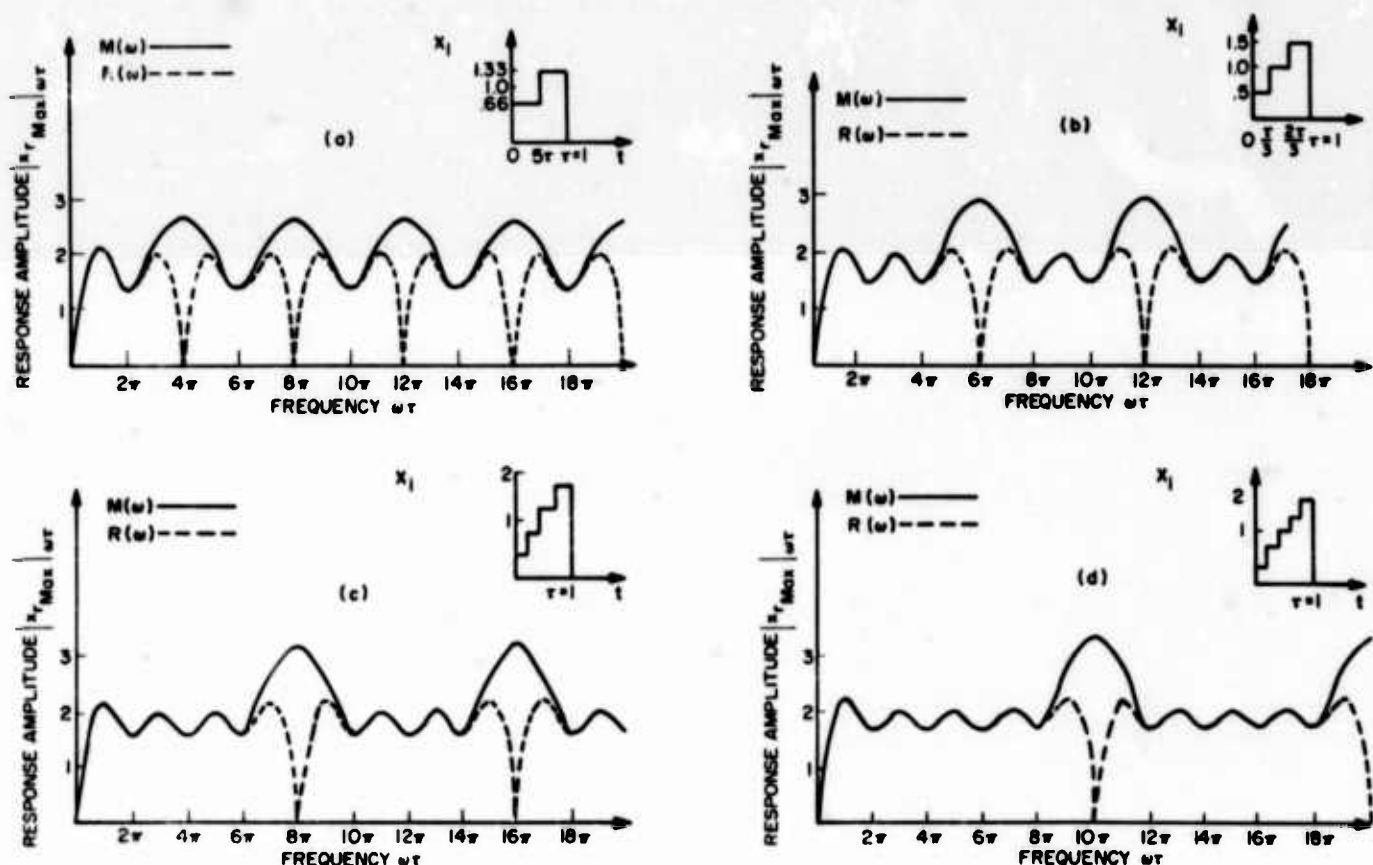 M(ω)
F.(ω)
(a)
X₁
1.33
1.0
.66
0 5τ τ=1 t
RESPONSE AMPLITUDE |x_r Max| ωτ
3
2
1
2π 4π 6π 8π 10π 12π 14π 16π 18π
FREQUENCY ωτ
M(ω)
R(ω)
(b)
X₁
1.5
1.0
.5
0 τ/3 2τ/3 τ=1 t
RESPONSE AMPLITUDE |x_r Max| ωτ
3
2
1
2π 4π 6π 8π 10π 12π 14π 16π 18π
FREQUENCY ωτ
M(ω)
R(ω)
(c)
X₁
2
1
τ=1 t
RESPONSE AMPLITUDE |x_r Max| ωτ
3
2
1
2π 4π 6π 8π 10π 12π 14π 16π 18π
FREQUENCY ωτ
M(ω)
R(ω)
(d)
X₁
2
1
τ=1 t
RESPONSE AMPLITUDE |x_r Max| ωτ
3
2
1
2π 4π 6π 8π 10π 12π 14π 16π 18π
FREQUENCY ωτ